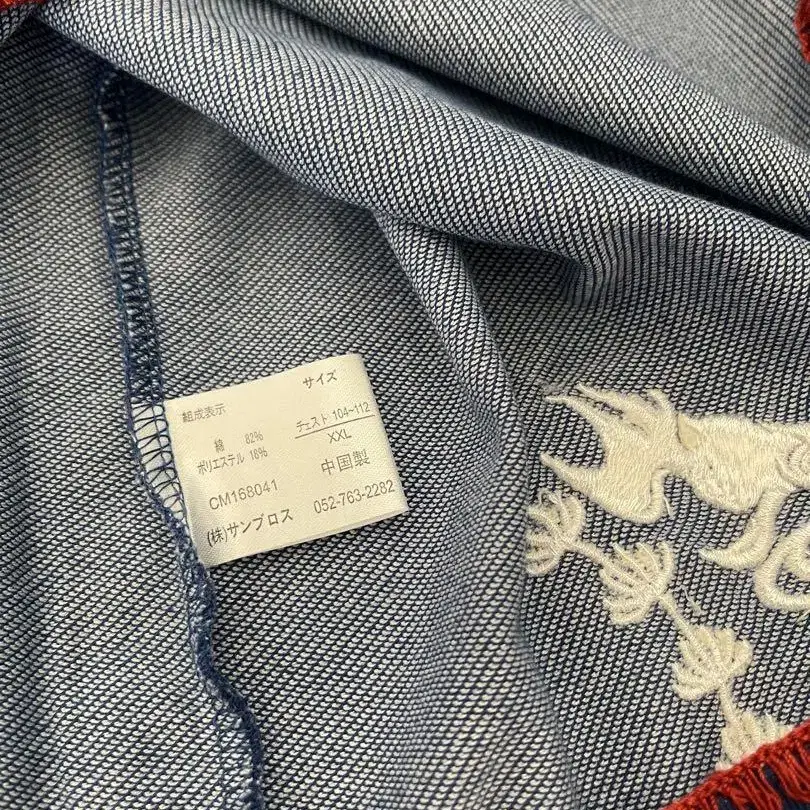 組成表示
綿 82%
ポリエステル 18%
CM168041
(株)サンブロス
サイズ
チェスト 104~112
XXL
中国製
052-763-2282